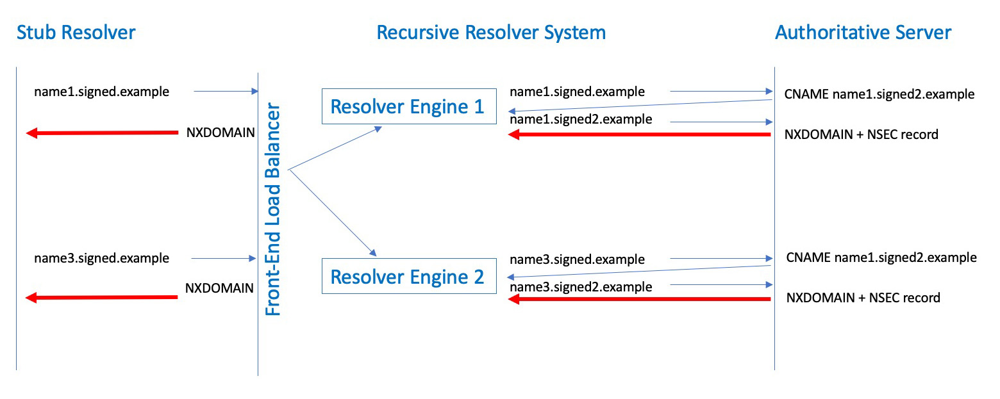 Stub Resolver
Recursive Resolver System
Authoritative Server
name1.signed.example
NXDOMAIN
Front-End Load Balancer
Resolver Engine 1
name1.signed.example
name1.signed2.example
CNAME name1.signed2.example
NXDOMAIN + NSEC record
name3.signed.example
NXDOMAIN
Resolver Engine 2
name3.signed.example
name3.signed2.example
CNAME name1.signed2.example
NXDOMAIN + NSEC record